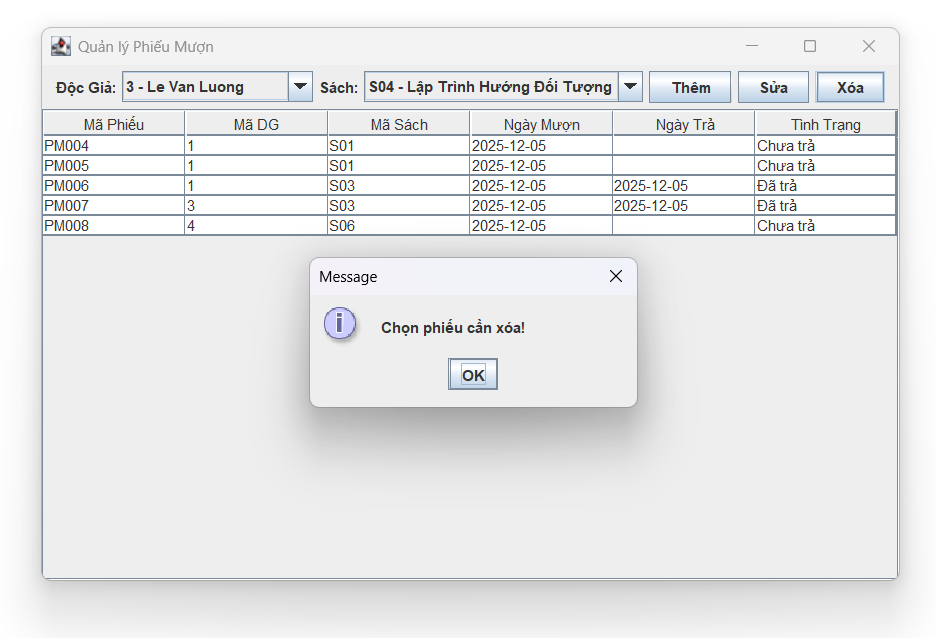 Quản lý Phiếu Mượn
Độc Giả: 3 - Le Van Luong Sách: S04 - Lập Trình Hướng Đối Tượng Thêm Sửa Xóa
Mã Phiếu Mã DG Mã Sách Ngày Mượn Ngày Trả Tình Trạng
PM004 1 S01 2025-12-05 Chưa trả
PM005 1 S01 2025-12-05 Chưa trả
PM006 1 S03 2025-12-05 2025-12-05 Đã trả
PM007 3 S03 2025-12-05 2025-12-05 Đã trả
PM008 4 S06 2025-12-05 Chưa trả
Message
Chọn phiếu cần xóa!
OK